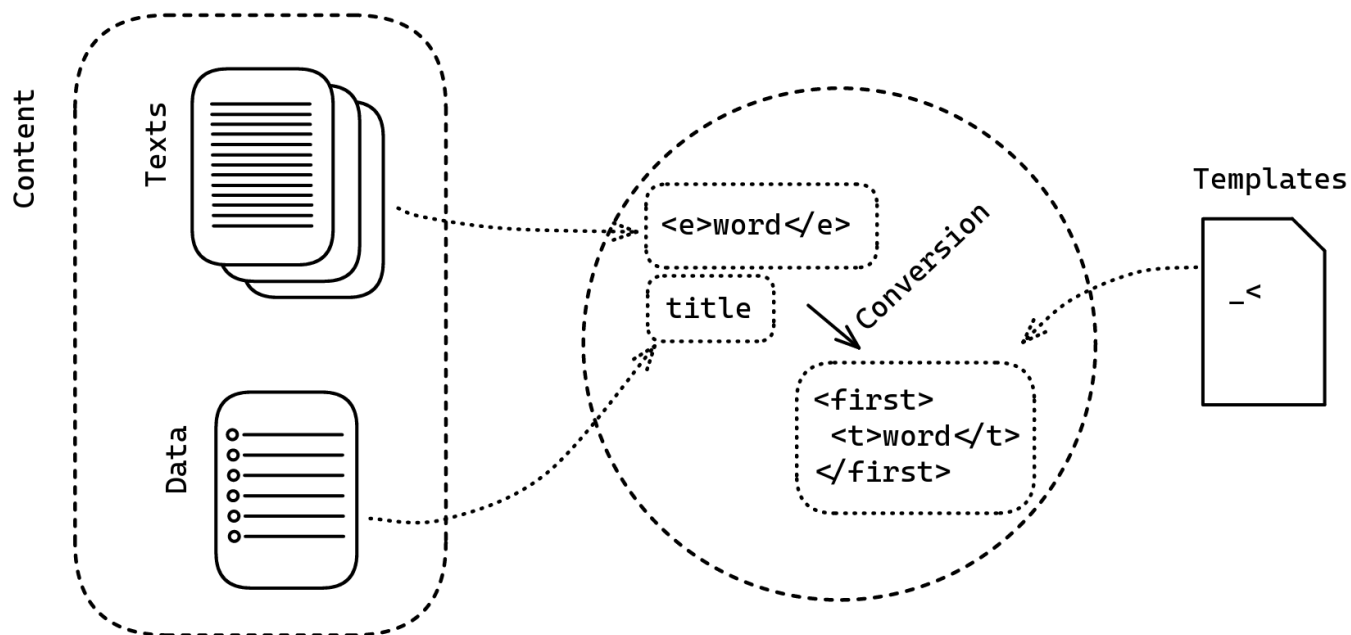 Content
Texts
Data
<e>word</e>
title
Conversion
<first>
<t>word</t>
</first>
Templates
_<